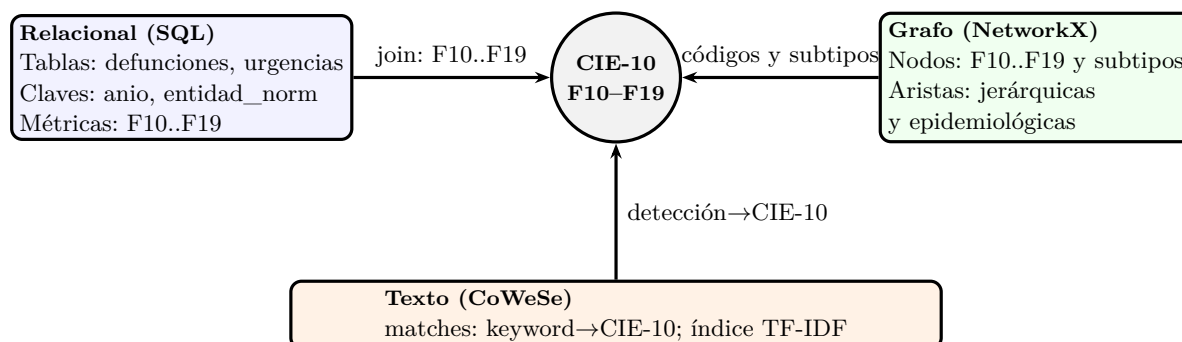 Relacional (SQL)
Tablas: defunciones, urgencias
Claves: anio, entidad_norm
Métricas: F10..F19
join: F10..F19
CIE-10
F10–F19
códigos y subtipos
Grafo (NetworkX)
Nodos: F10..F19 y subtipos
Aristas: jerárquicas
y epidemiológicas
detección→CIE-10
Texto (CoWeSe)
matches: keyword→CIE-10; índice TF-IDF